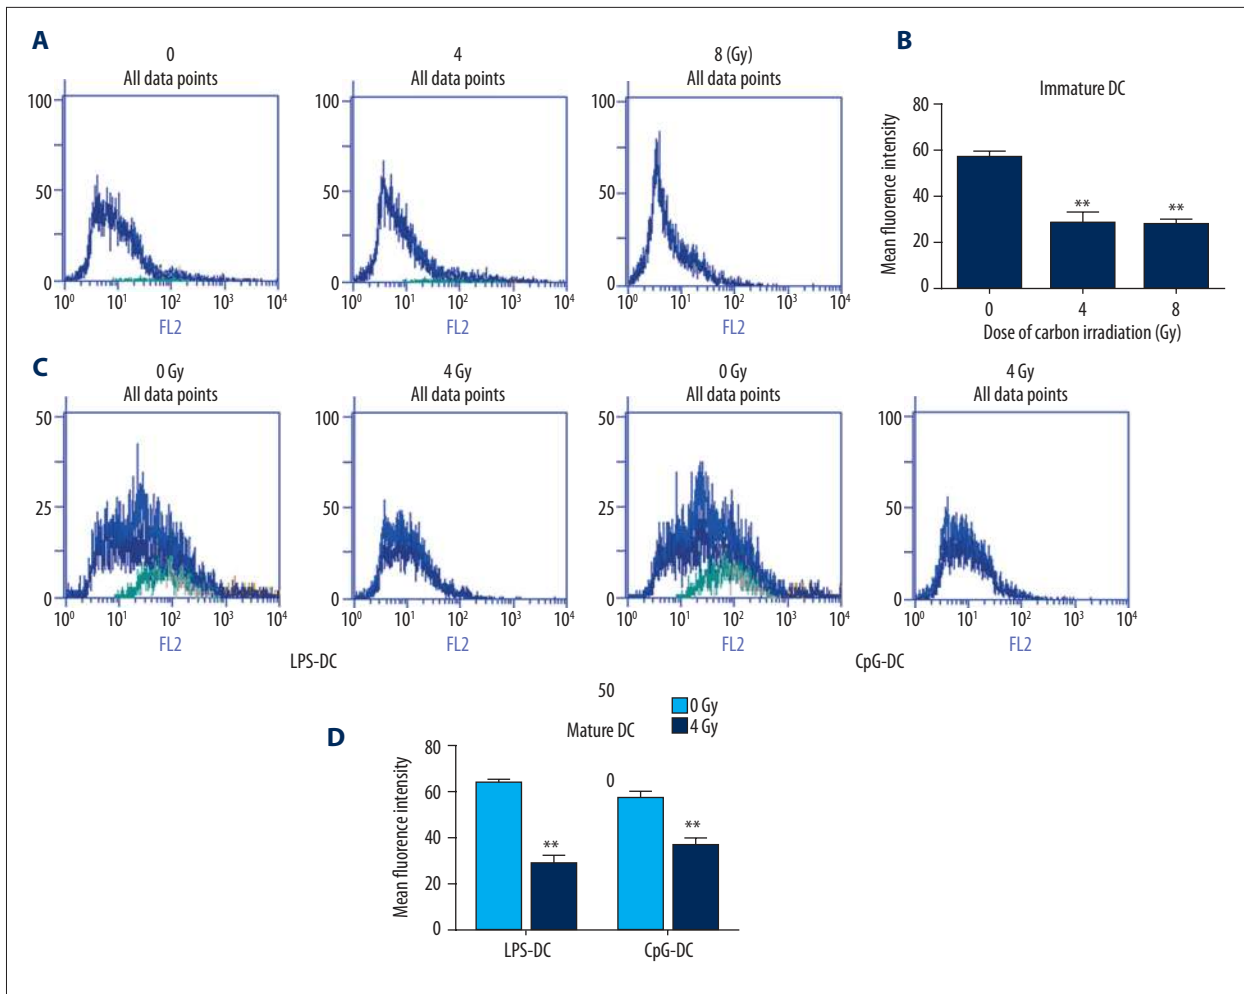 A
0
All data points
100
50
0
10⁰ 10¹ 10² 10³ 10⁴
FL2
4
All data points
100
50
0
10⁰ 10¹ 10² 10³ 10⁴
FL2
8 (Gy)
All data points
100
50
0
10⁰ 10¹ 10² 10³ 10⁴
FL2
B
Immature DC
Mean fluorence intensity
80
60
40
20
0
** **
0 4 8
Dose of carbon irradiation (Gy)
C
0 Gy
All data points
50
25
0
10⁰ 10¹ 10² 10³ 10⁴
FL2
4 Gy
All data points
100
50
0
10⁰ 10¹ 10² 10³ 10⁴
FL2
LPS-DC
0 Gy
All data points
50
25
0
10⁰ 10¹ 10² 10³ 10⁴
FL2
4 Gy
All data points
100
50
0
10⁰ 10¹ 10² 10³ 10⁴
FL2
CpG-DC
50
0 Gy
4 Gy
D
Mature DC
0
Mean fluorence intensity
80
60
40
20
0
** **
LPS-DC CpG-DC